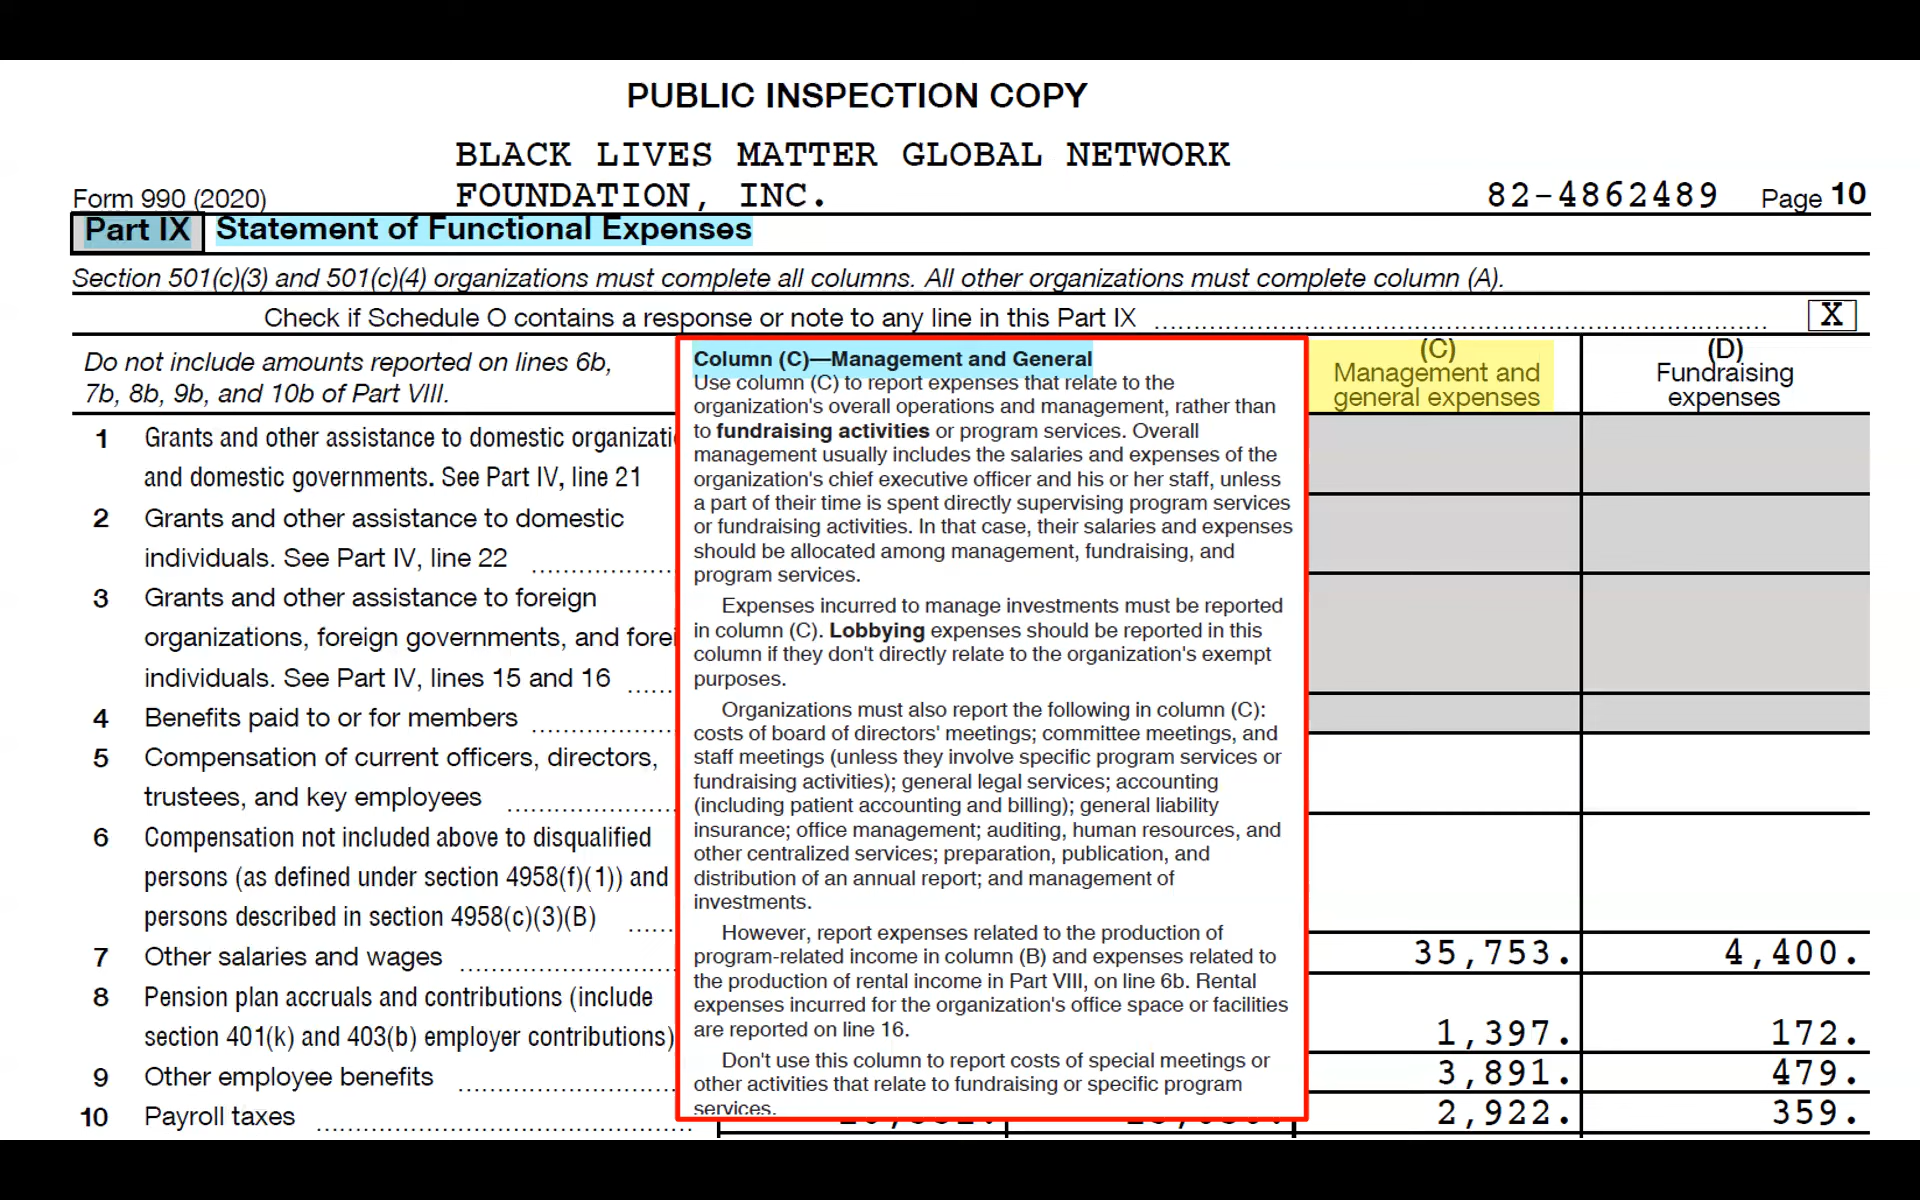 PUBLIC INSPECTION COPY
BLACK LIVES MATTER GLOBAL NETWORK
Form 990 (2020) FOUNDATION, INC. 82-4862489 Page 10
Part IX Statement of Functional Expenses
Section 501(c)(3) and 501(c)(4) organizations must complete all columns. All other organizations must complete column (A).
Check if Schedule O contains a response or note to any line in this Part IX X
Do not include amounts reported on lines 6b,
7b, 8b, 9b, and 10b of Part VIII.
1 Grants and other assistance to domestic
and domestic governments. See Part IV, line 21
2 Grants and other assistance to domestic
individuals. See Part IV, line 22
3 Grants and other assistance to foreign
organizations, foreign governments, and
individuals. See Part IV, lines 15 and 16
4 Benefits paid to or for members
5 Compensation of current officers, directors,
trustees, and key employees
6 Compensation not included above to disqualified
persons (as defined under section 4958(f)(1)) and
persons described in section 4958(c)(3)(B)
7 Other salaries and wages
8 Pension plan accruals and contributions (include
section 401(k) and 403(b) employer contributions)
9 Other employee benefits
10 Payroll taxes
Column (C)—Management and General
Use column (C) to report expenses that relate to the
organization's overall operations and management, rather than
to fundraising activities or program services. Overall
management usually includes the salaries and expenses of the
organization's chief executive officer and his or her staff, unless
a part of their time is spent directly supervising program services
or fundraising activities. In that case, their salaries and expenses
should be allocated among management, fundraising, and
program services.
Expenses incurred to manage investments must be reported
in column (C). Lobbying expenses should be reported in this
column if they don't directly relate to the organization's exempt
purposes.
Organizations must also report the following in column (C):
costs of board of directors' meetings; committee meetings, and
staff meetings (unless they involve specific program services or
fundraising activities); general legal services; accounting
(including patient accounting and billing); general liability
insurance; office management; auditing, human resources, and
other centralized services; preparation, publication, and
distribution of an annual report; and management of
investments.
However, report expenses related to the production of
program-related income in column (B) and expenses related to
the production of rental income in Part VIII, on line 6b. Rental
expenses incurred for the organization's office space or facilities
are reported on line 16.
Don't use this column to report costs of special meetings or
other activities that relate to fundraising or specific program
services.
(C)
Management and
general expenses
(D)
Fundraising
expenses
35,753. 4,400.
1,397. 172.
3,891. 479.
2,922. 359.